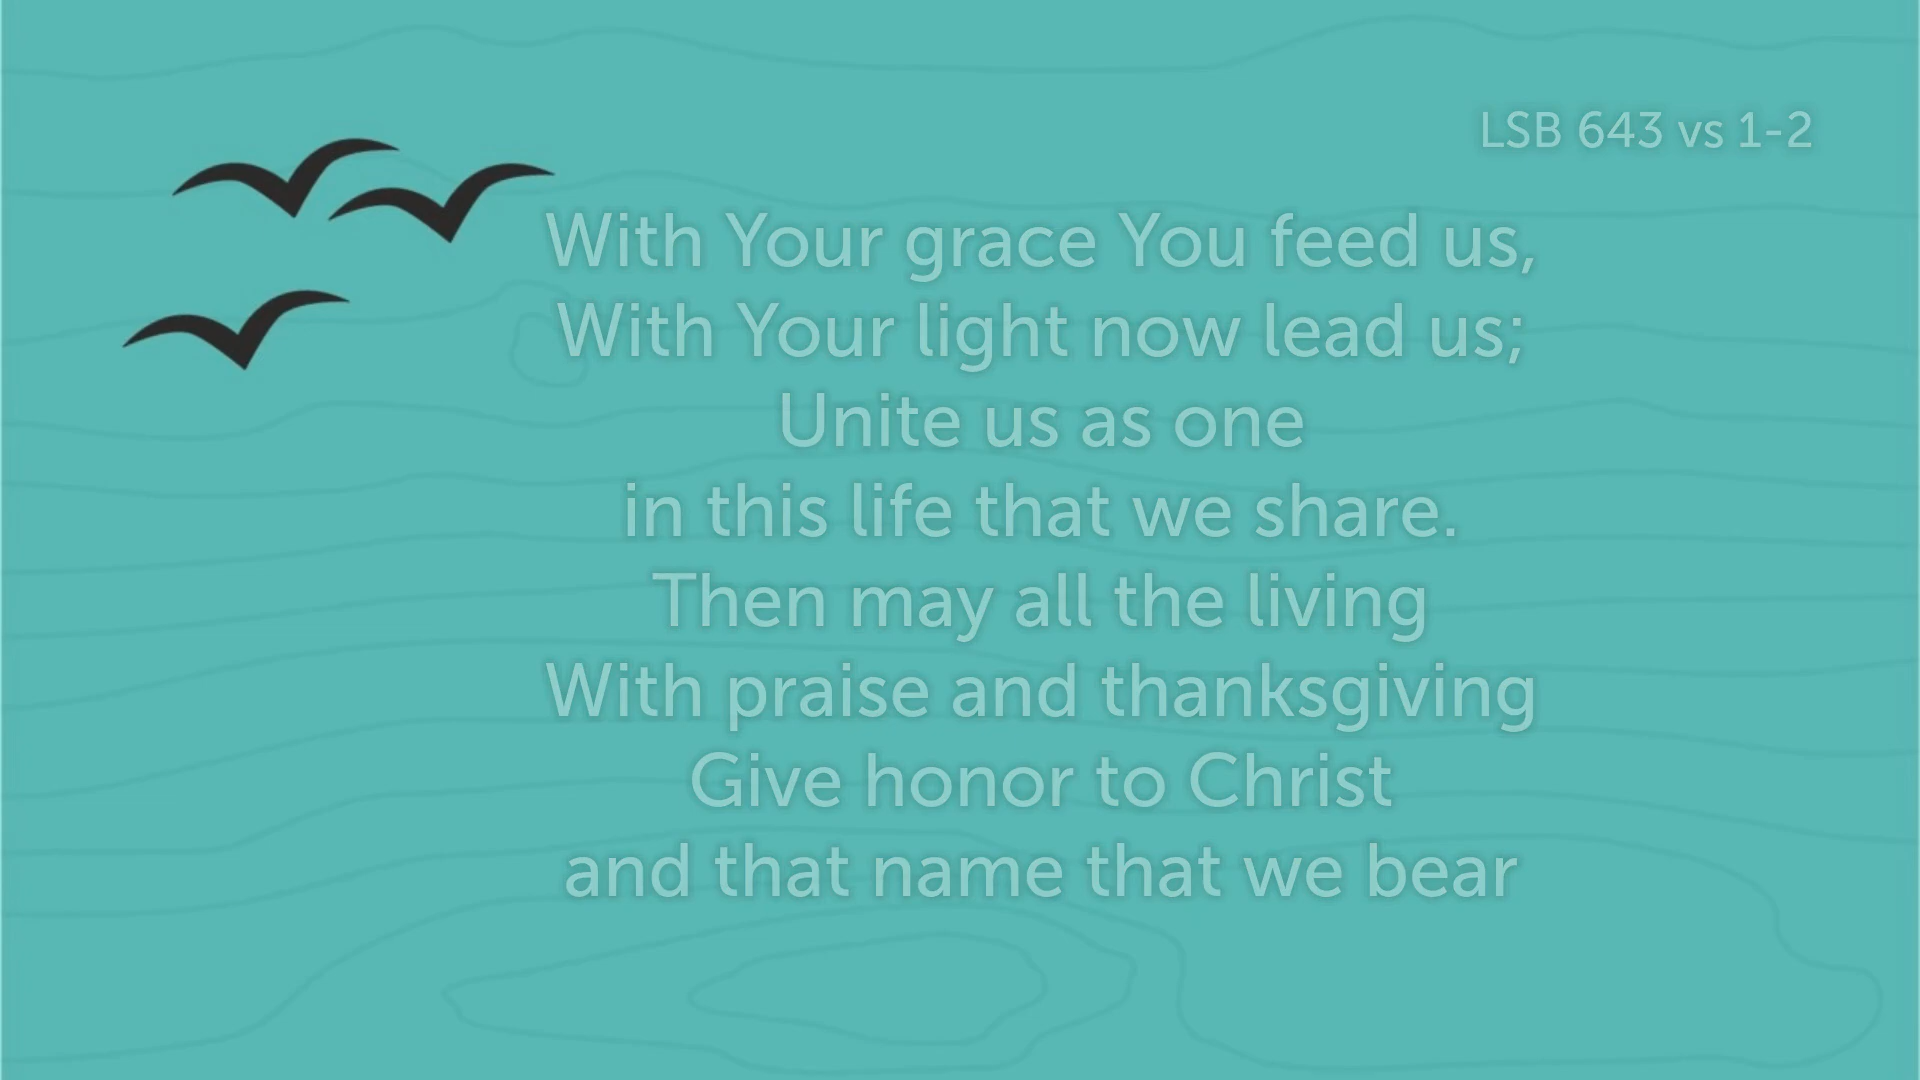 LSB 643 vs 1-2
With Your grace You feed us,
With Your light now lead us;
Unite us as one
in this life that we share.
Then may all the living
With praise and thanksgiving
Give honor to Christ
and that name that we bear